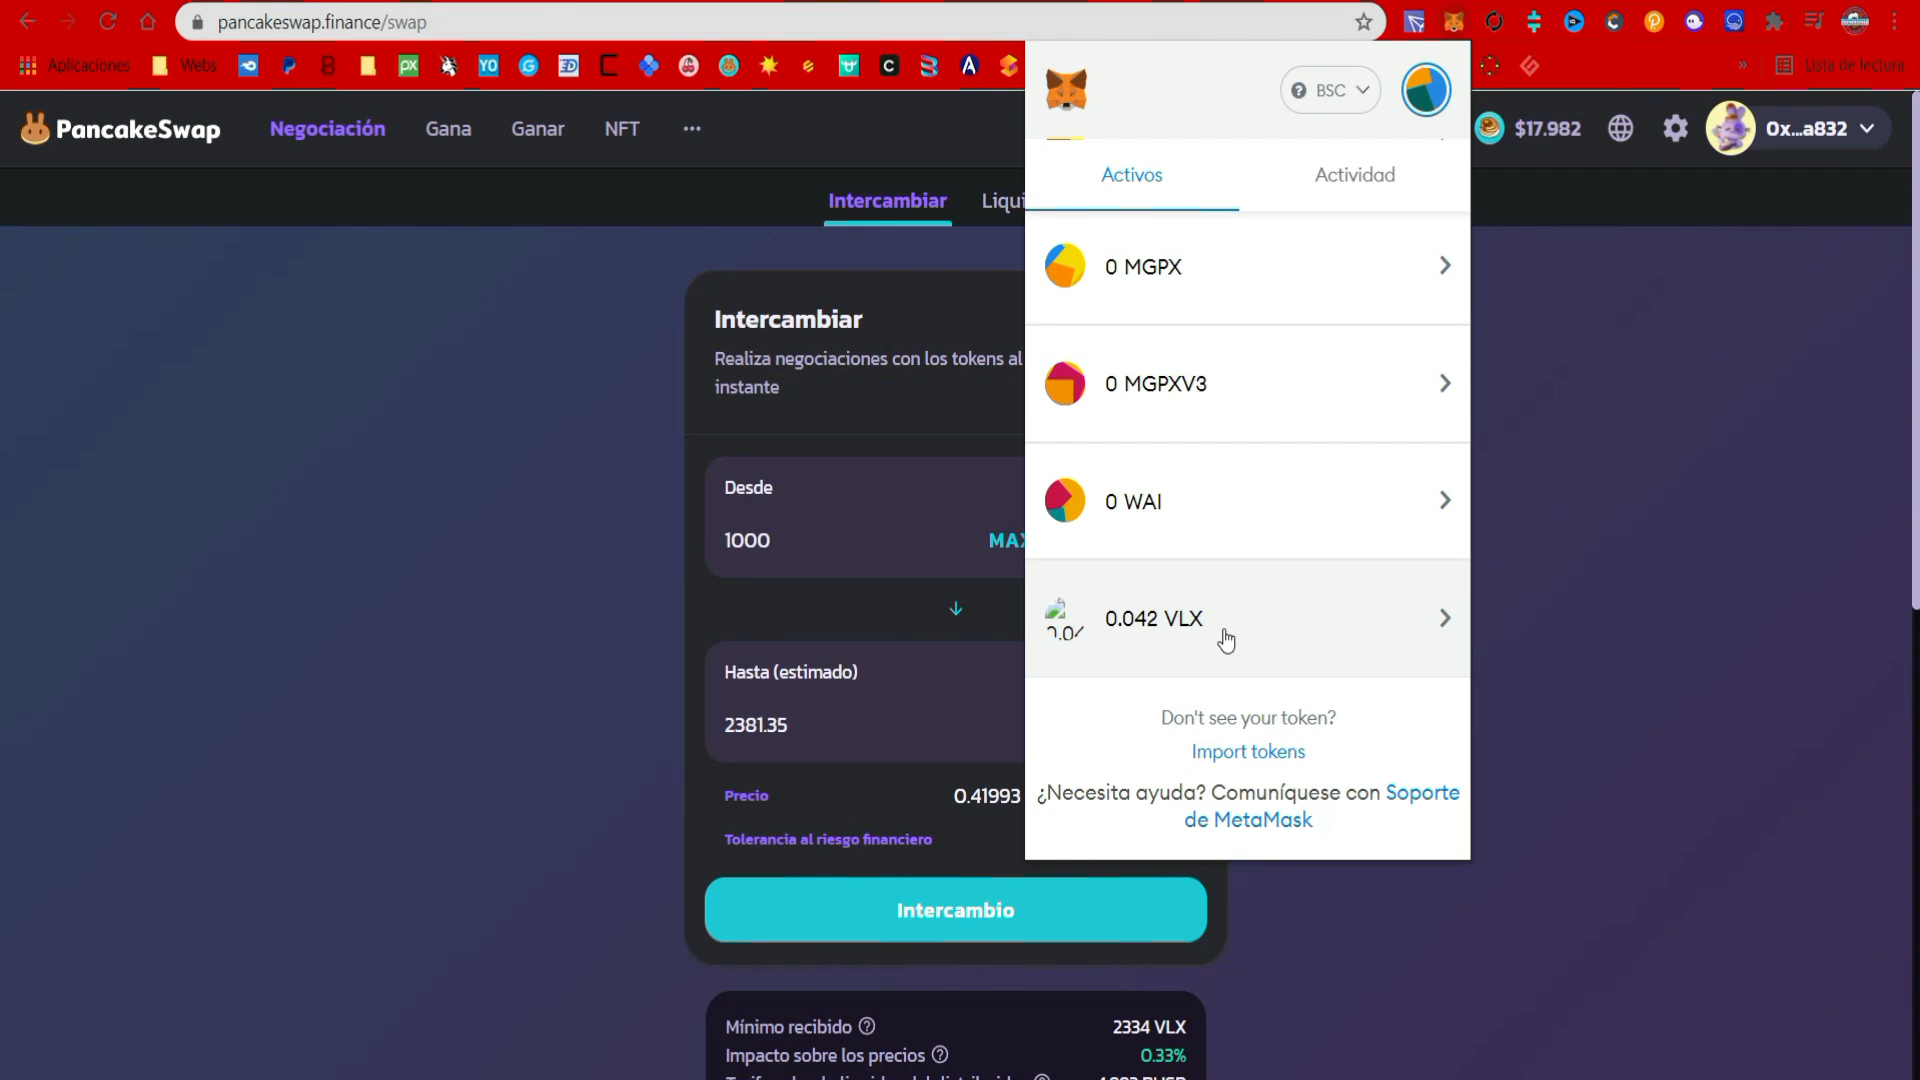 pancakeswap.finance/swap
Aplicaciones
Webs
Lista de lectura
PancakeSwap
Negociación
Gana
Ganar
NFT
BSC
$17.982
0x...a832
Intercambiar
Activos
Actividad
Intercambiar
Realiza negociaciones con los tokens al
instante
Desde
1000
Hasta (estimado)
2381.35
Precio
0.41993
Tolerancia al riesgo financiero
Intercambio
Mínimo recibido
2334 VLX
Impacto sobre los precios
0.33%
0 MGPX
0 MGPXV3
0 WAI
0.042 VLX
Don't see your token?
Import tokens
¿Necesita ayuda? Comuníquese con Soporte
de MetaMask